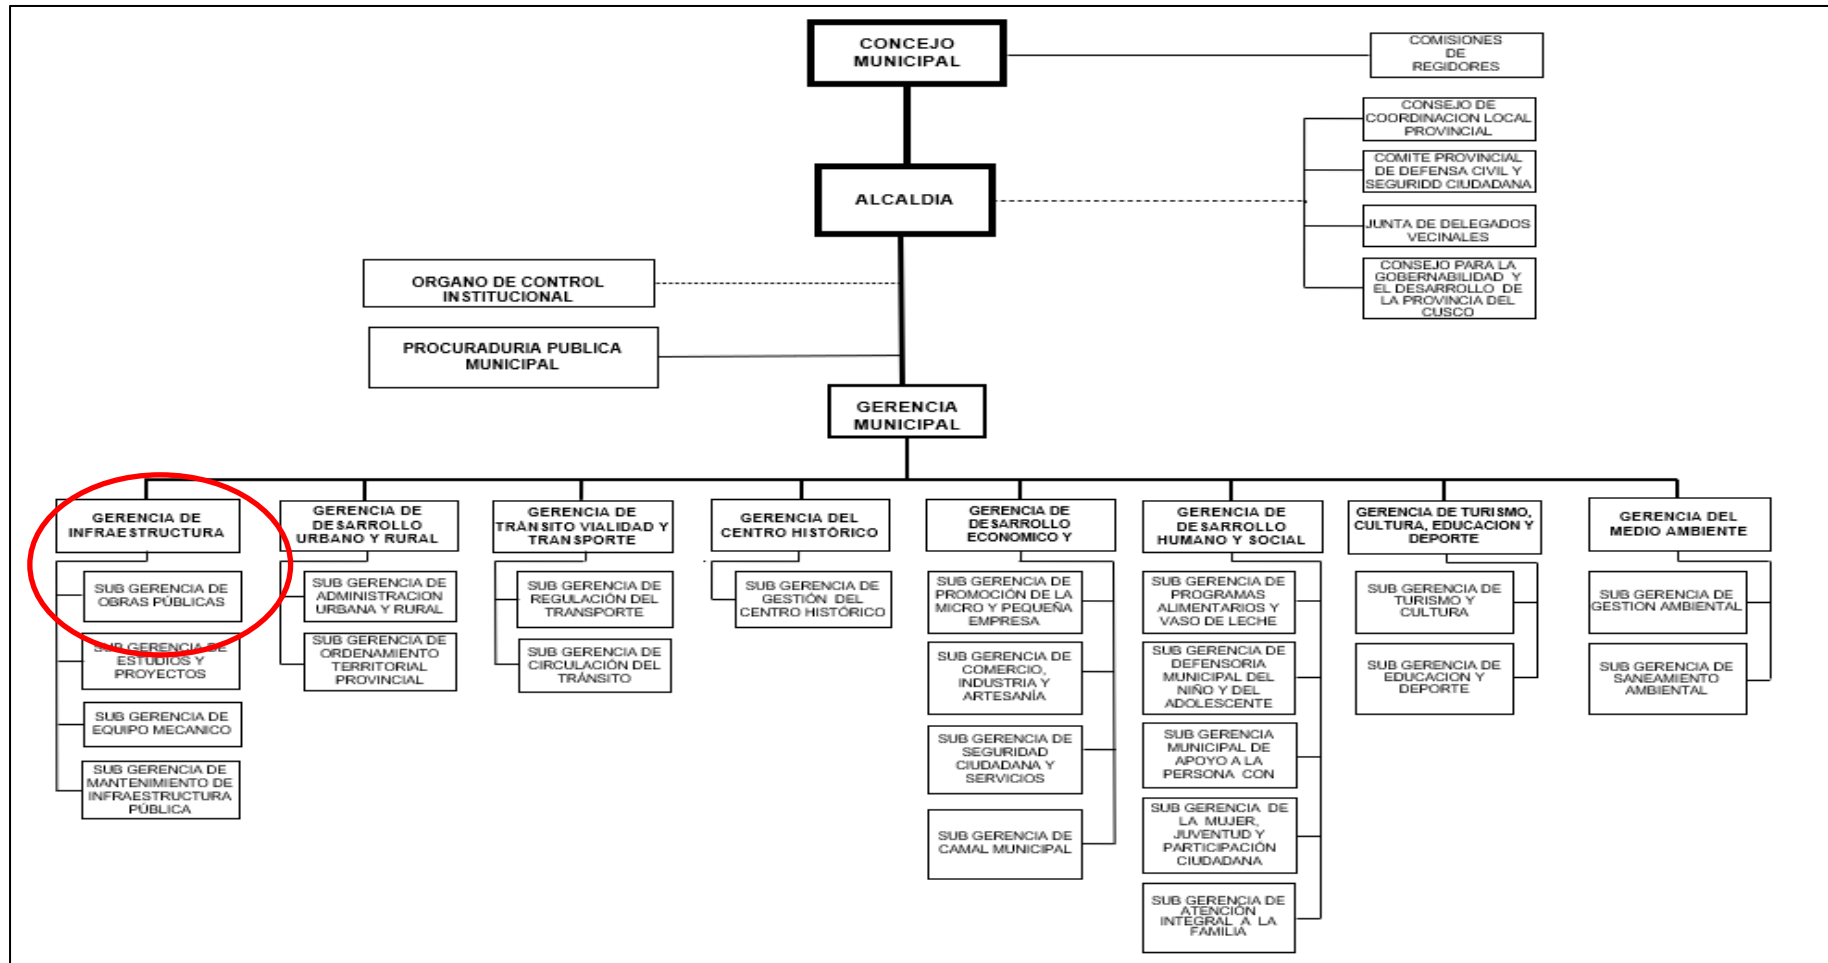 CONCEJO
MUNICIPAL
COMISIONES
DE
REGIDORES
CONSEJO DE
COORDINACION LOCAL
PROVINCIAL
COMITE PROVINCIAL
DE DEFENSA CIVIL Y
SEGURIDD CIUDADANA
ALCALDIA
JUNTA DE DELEGADOS
VECINALES
CONSEJO PARA LA
GOBERNABILIDAD Y
EL DESARROLLO DE
LA PROVINCIA DEL
CUSCO
ORGANO DE CONTROL
INSTITUCIONAL
PROCURADURIA PUBLICA
MUNICIPAL
GERENCIA
MUNICIPAL
GERENCIA DE
INFRAESTRUCTURA
SUB GERENCIA DE
OBRAS PÚBLICAS
SUB GERENCIA DE
ESTUDIOS Y
PROYECTOS
SUB GERENCIA DE
EQUIPO MECANICO
SUB GERENCIA DE
MANTENIMIENTO DE
INFRAESTRUCTURA
PÚBLICA
GERENCIA DE
DESARROLLO
URBANO Y RURAL
SUB GERENCIA DE
ADMINISTRACION
URBANA Y RURAL
SUB GERENCIA DE
ORDENAMIENTO
TERRITORIAL
PROVINCIAL
GERENCIA DE
TRÀNSITO VIALIDAD Y
TRANSPORTE
SUB GERENCIA DE
REGULACIÓN DEL
TRANSPORTE
SUB GERENCIA DE
CIRCULACIÓN DEL
TRÁNSITO
GERENCIA DEL
CENTRO HISTÓRICO
SUB GERENCIA DE
GESTIÓN DEL
CENTRO HISTÓRICO
GERENCIA DE
DESARROLLO
ECONOMICO Y
SUB GERENCIA DE
PROMOCIÓN DE LA
MICRO Y PEQUEÑA
EMPRESA
SUB GERENCIA DE
COMERCIO,
INDUSTRIA Y
ARTESANÍA
SUB GERENCIA DE
SEGURIDAD
CIUDADANA Y
SERVICIOS
SUB GERENCIA DE
CAMAL MUNICIPAL
GERENCIA DE
DESARROLLO
HUMANO Y SOCIAL
SUB GERENCIA DE
PROGRAMAS
ALIMENTARIOS Y
VASO DE LECHE
SUB GERENCIA DE
DEFENSORIA
MUNICIPAL DEL
NIÑO Y DEL
ADOLESCENTE
SUB GERENCIA
MUNICIPAL DE
APOYO A LA
PERSONA CON
SUB GERENCIA DE
LA MUJER,
JUVENTUD Y
PARTICIPACIÓN
CIUDADANA
SUB GERENCIA DE
ATENCIÓN
INTEGRAL A LA
FAMILIA
GERENCIA DE TURISMO,
CULTURA, EDUCACION Y
DEPORTE
SUB GERENCIA DE
TURISMO Y
CULTURA
SUB GERENCIA DE
EDUCACION Y
DEPORTE
GERENCIA DEL
MEDIO AMBIENTE
SUB GERENCIA DE
GESTION AMBIENTAL
SUB GERENCIA DE
SANEAMIENTO
AMBIENTAL